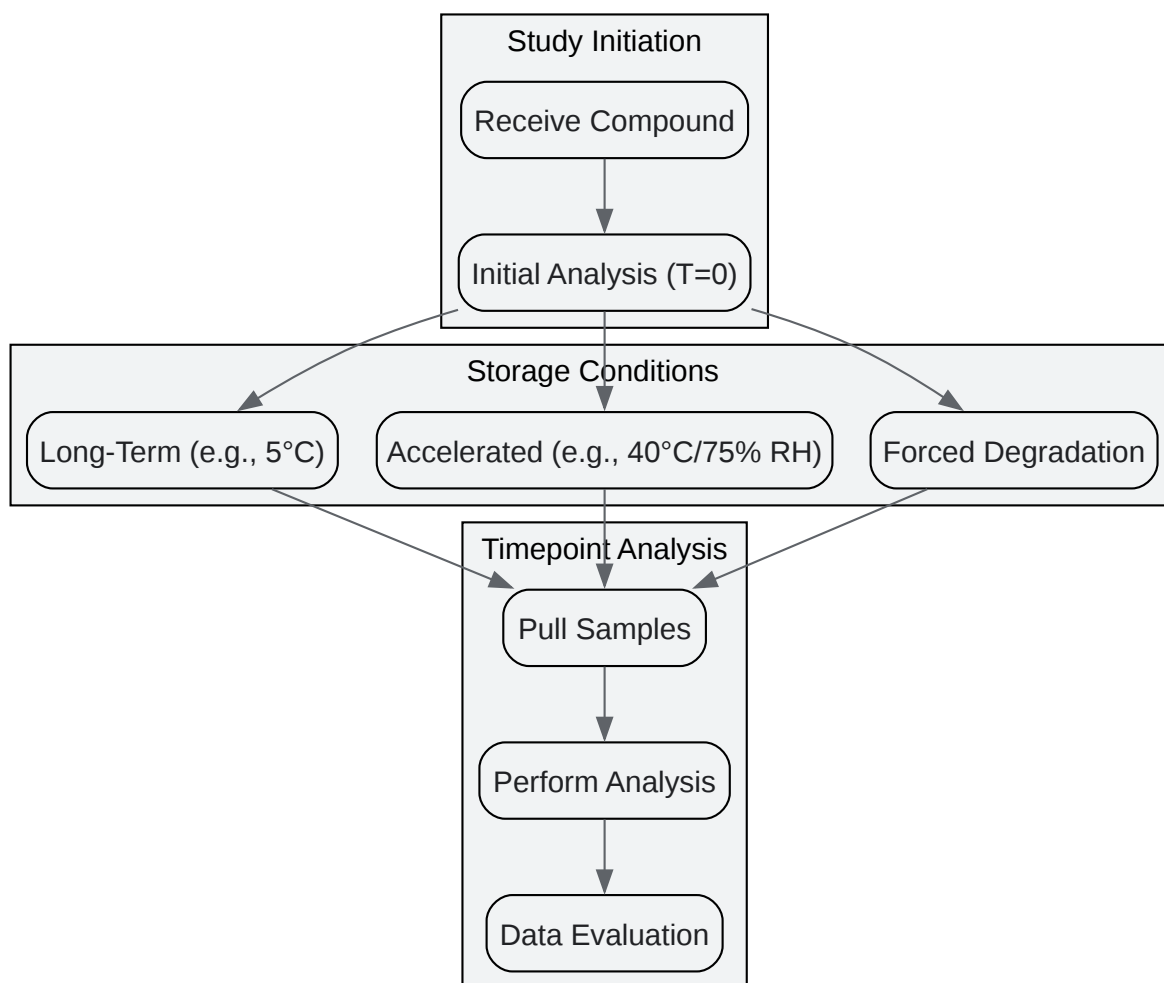 Study Initiation
Receive Compound
Initial Analysis (T=0)
Storage Conditions
Long-Term (e.g., 5°C)
Accelerated (e.g., 40°C/75% RH)
Forced Degradation
Timepoint Analysis
Pull Samples
Perform Analysis
Data Evaluation